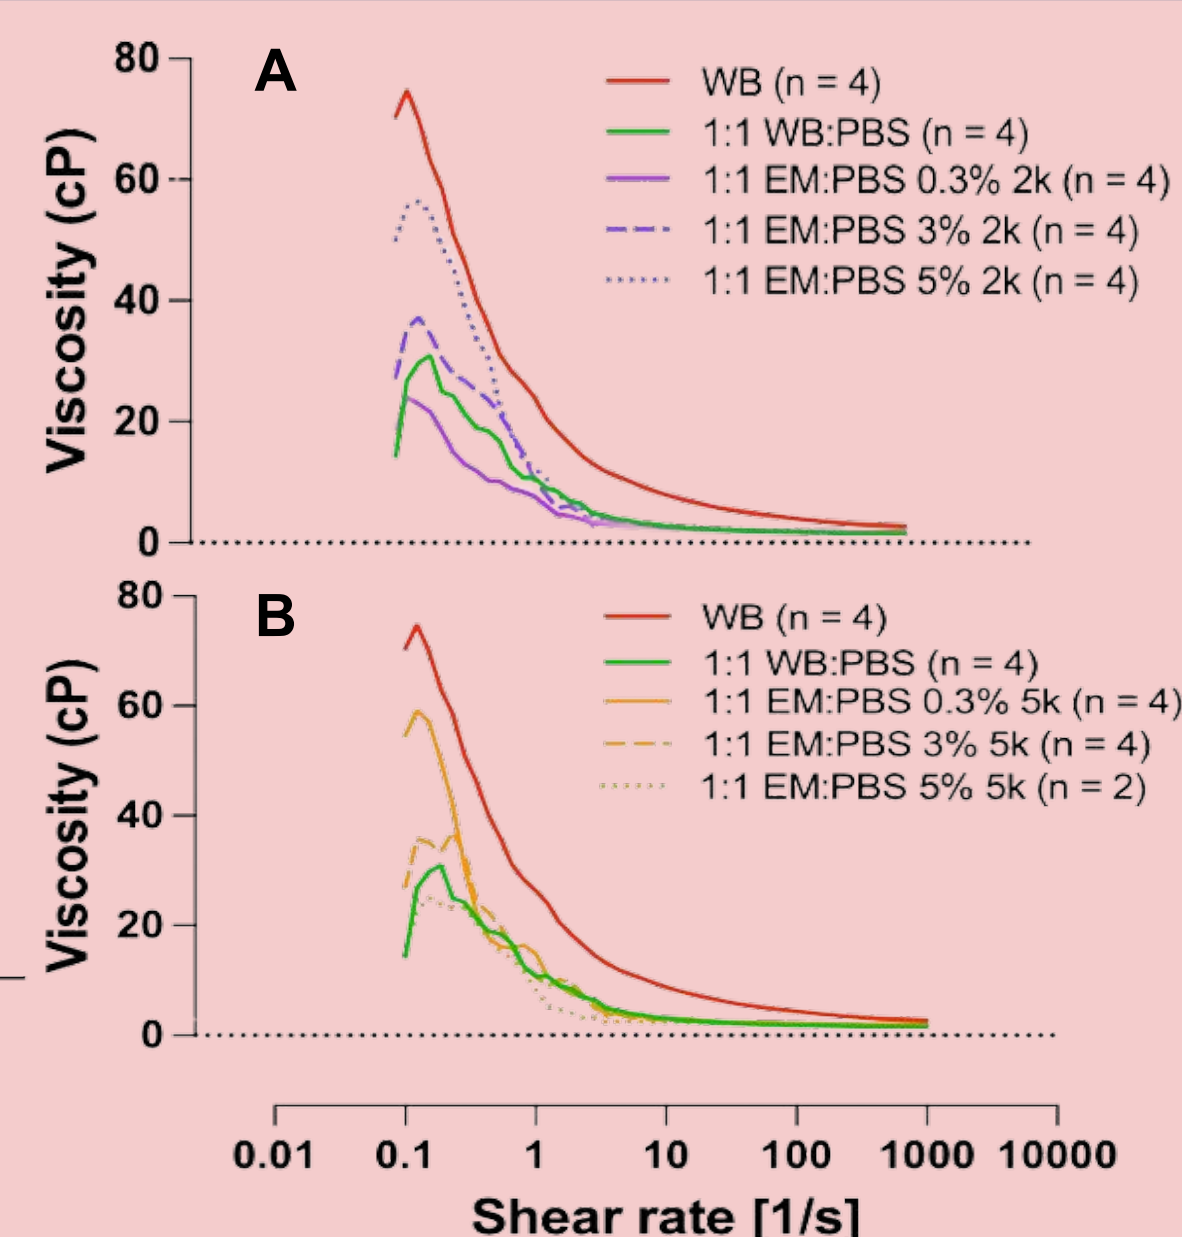 A
Viscosity (cP)
80
60
40
20
0
WB (n = 4)
1:1 WB:PBS (n = 4)
1:1 EM:PBS 0.3% 2k (n = 4)
1:1 EM:PBS 3% 2k (n = 4)
1:1 EM:PBS 5% 2k (n = 4)
B
Viscosity (cP)
80
60
40
20
0
WB (n = 4)
1:1 WB:PBS (n = 4)
1:1 EM:PBS 0.3% 5k (n = 4)
1:1 EM:PBS 3% 5k (n = 4)
1:1 EM:PBS 5% 5k (n = 2)
0.01 0.1 1 10 100 1000 10000
Shear rate [1/s]